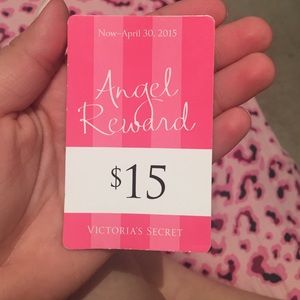 Now–April 30, 2015
Angel
Reward
$15
VICTORIA'S SECRET